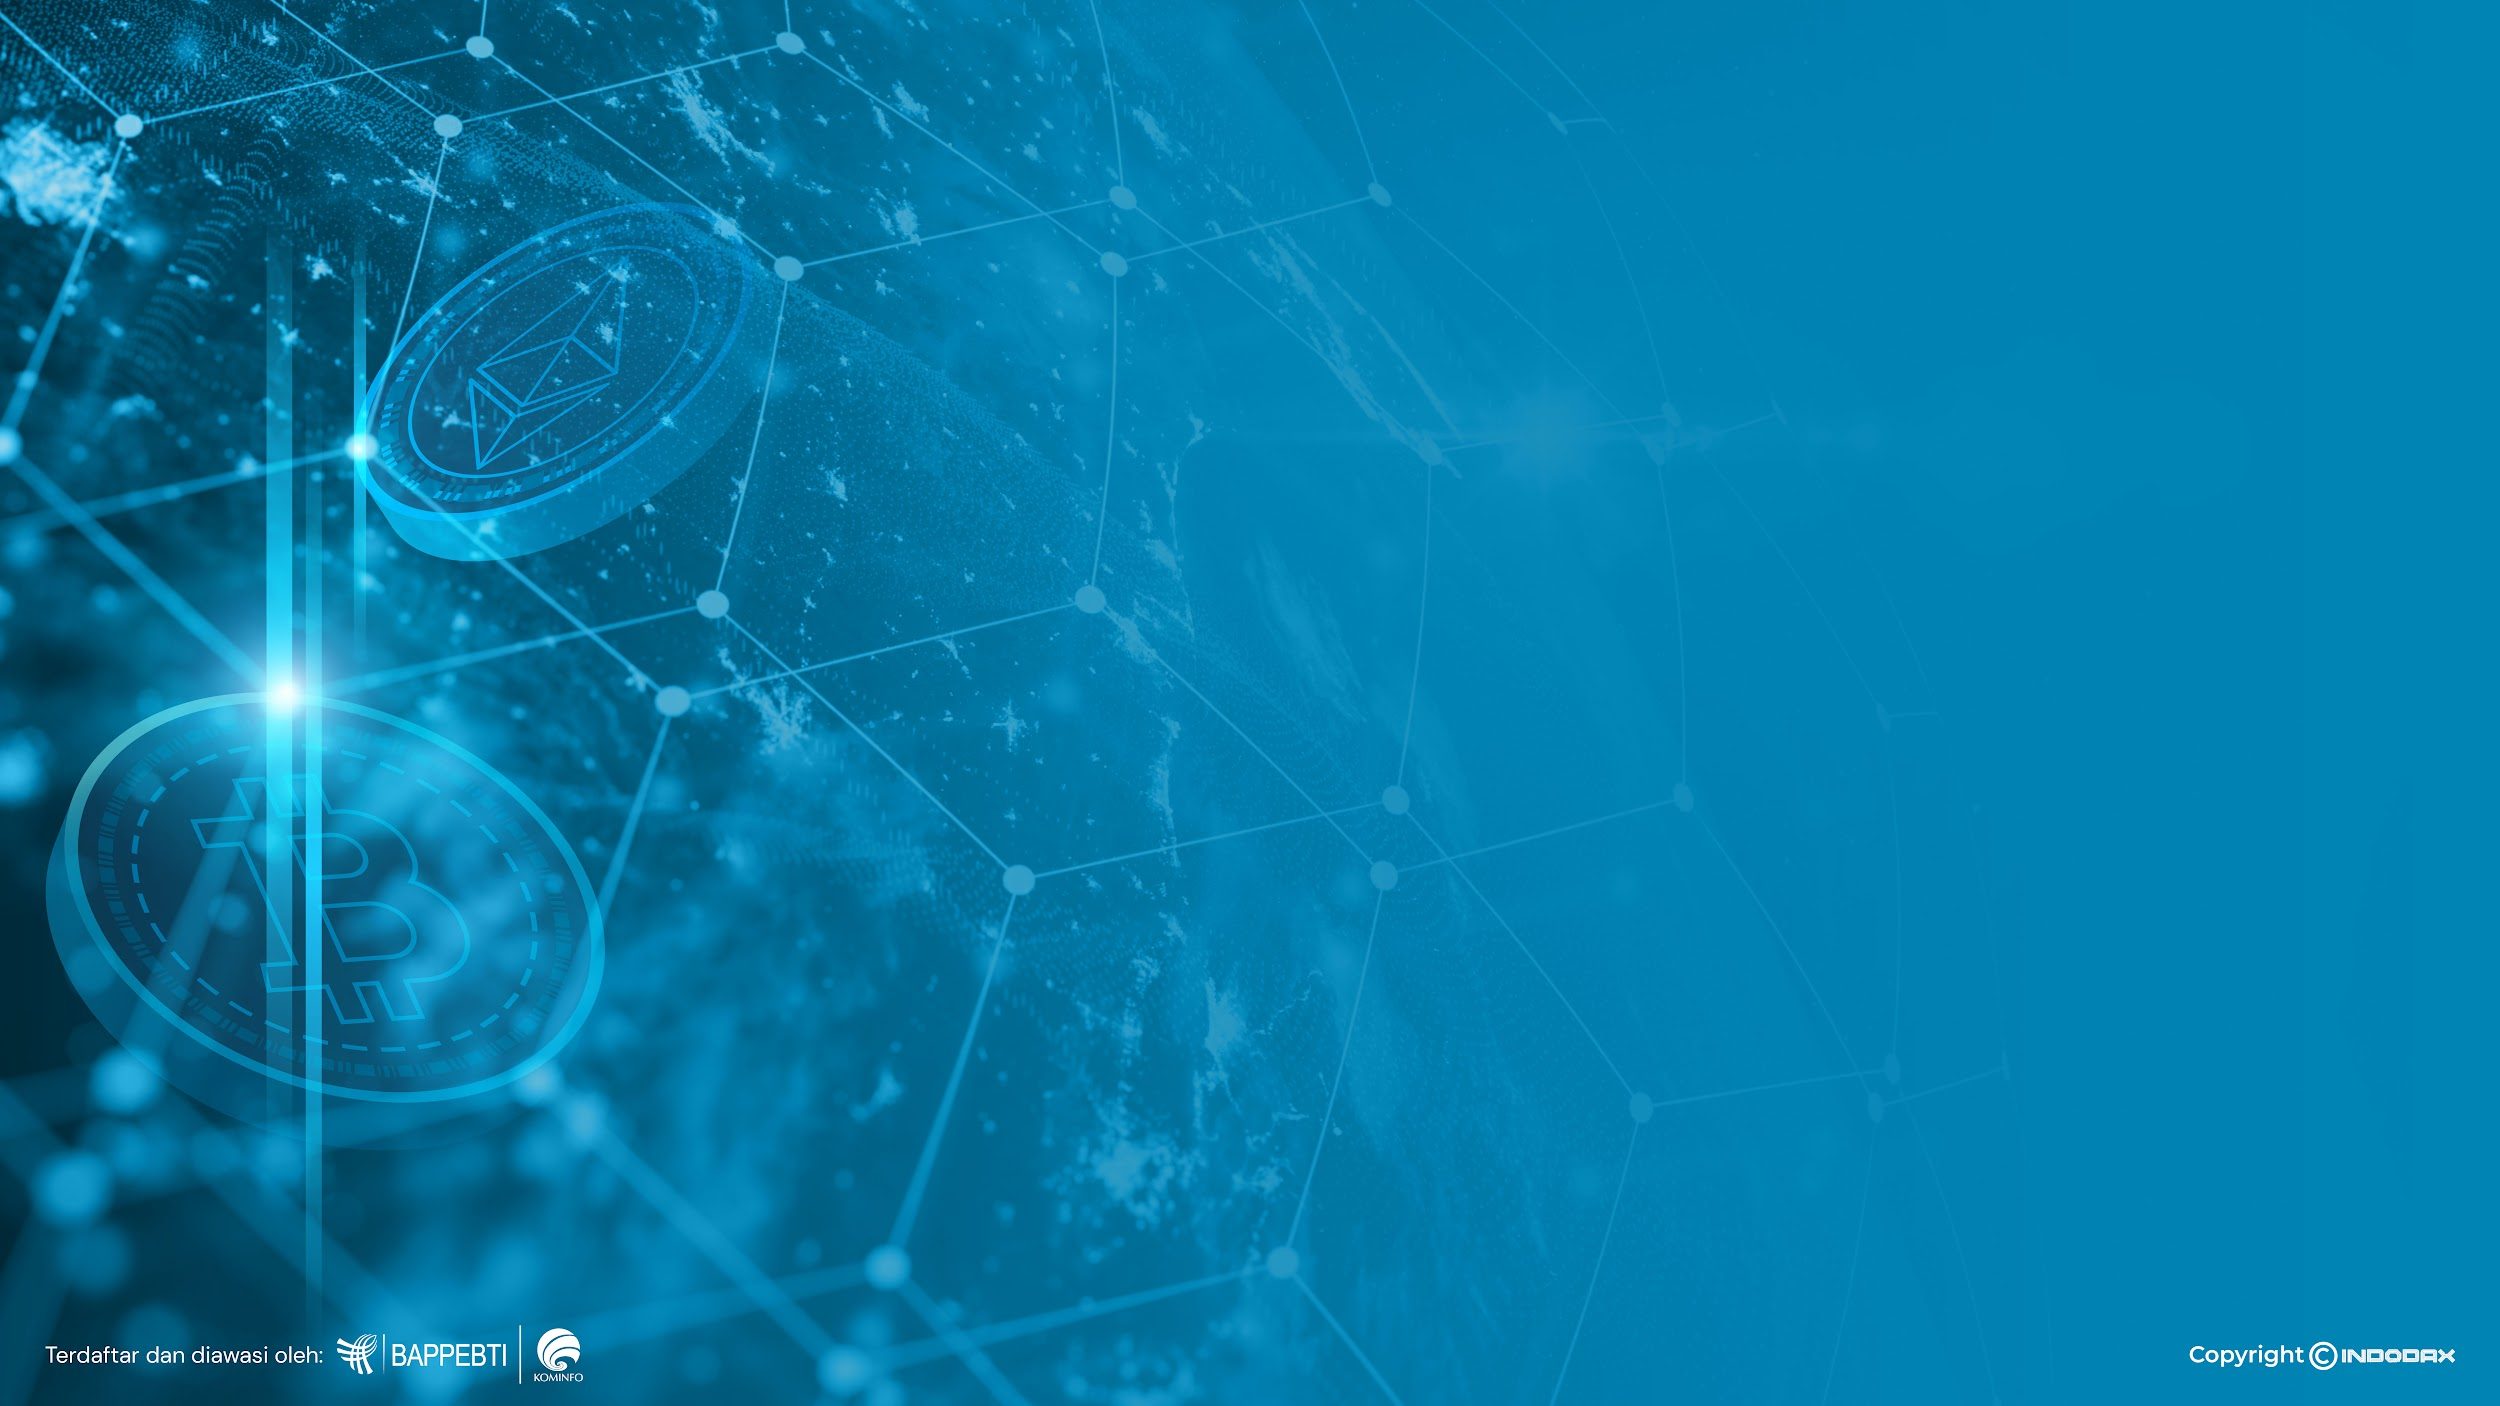 Terdaftar dan diawasi oleh: BAPPEBTI KOMINFO
Copyright © INDODAX